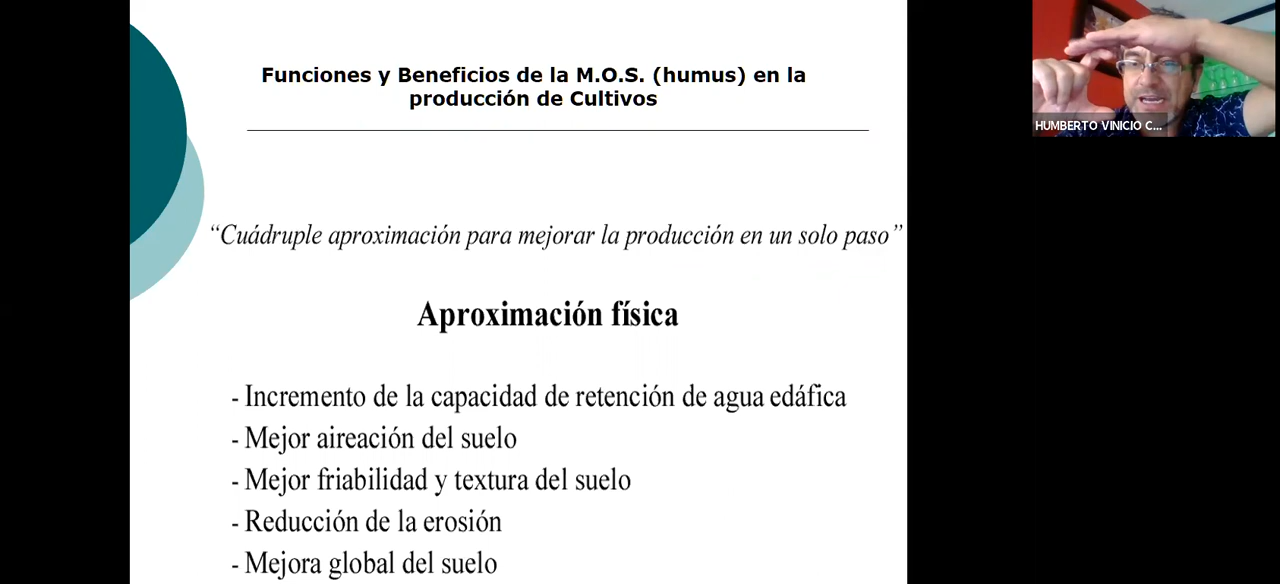 Funciones y Beneficios de la M.O.S. (humus) en la
producción de Cultivos
“Cuádruple aproximación para mejorar la producción en un solo paso”
Aproximación física
- Incremento de la capacidad de retención de agua edáfica
- Mejor aireación del suelo
- Mejor friabilidad y textura del suelo
- Reducción de la erosión
- Mejora global del suelo
HUMBERTO VINICIO C...